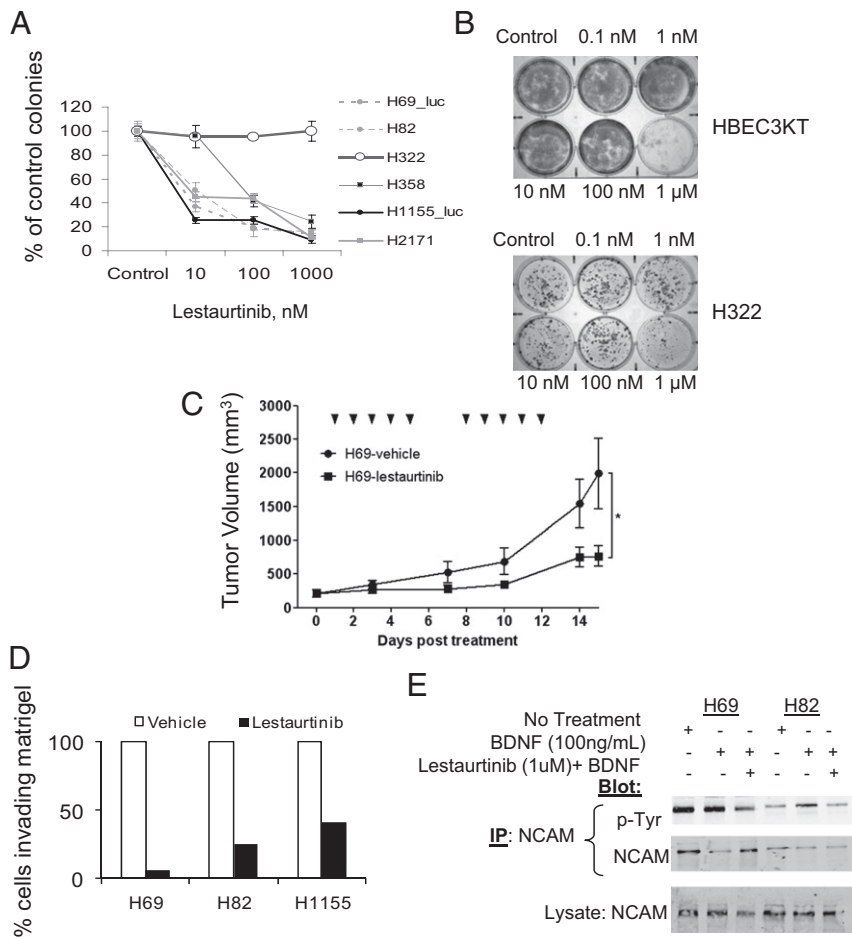 A
% of control colonies
120
100
80
60
40
20
0
Control 10 100 1000
Lestaurtinib, nM
H69_luc
H82
H322
H358
H1155_luc
H2171
B
Control 0.1 nM 1 nM
HBEC3KT
10 nM 100 nM 1 µM
Control 0.1 nM 1 nM
H322
10 nM 100 nM 1 µM
C
Tumor Volume (mm³)
3000
2500
2000
1500
1000
500
0
H69-vehicle
H69-lestaurtinib
*
0 2 4 6 8 10 12 14
Days post treatment
D
% cells invading matrigel
Vehicle Lestaurtinib
100
50
0
H69 H82 H1155
E
H69 H82
No Treatment + - - + - -
BDNF (100ng/mL) - + + - + +
Lestaurtinib (1uM)+ BDNF - - + - - +
Blot:
p-Tyr
IP: NCAM
NCAM
Lysate: NCAM